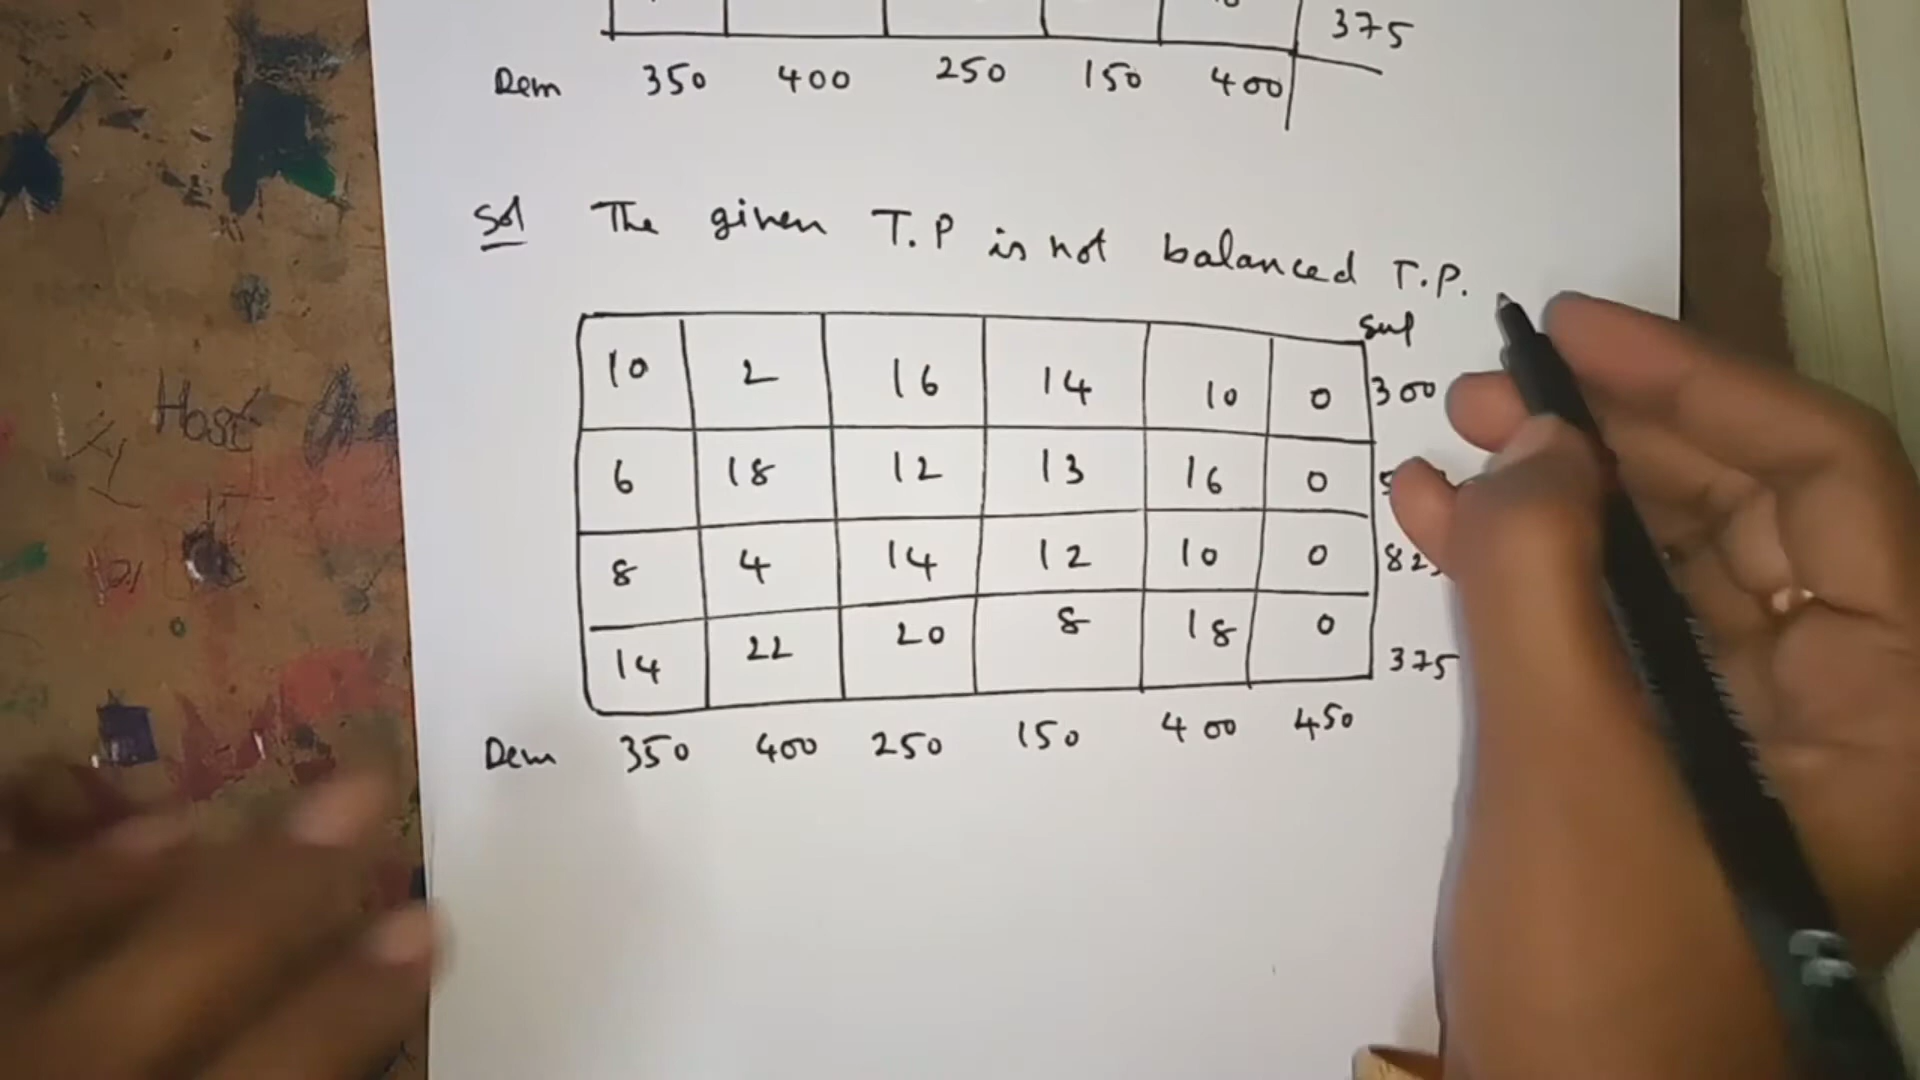 375
Dem 350 400 250 150 400
Sol The given T.P is not balanced T.P.
Sup
10 2 16 14 10 0 300
6 18 12 13 16 0
8 4 14 12 10 0
14 22 20 8 18 0 375
Dem 350 400 250 150 400 450
Host